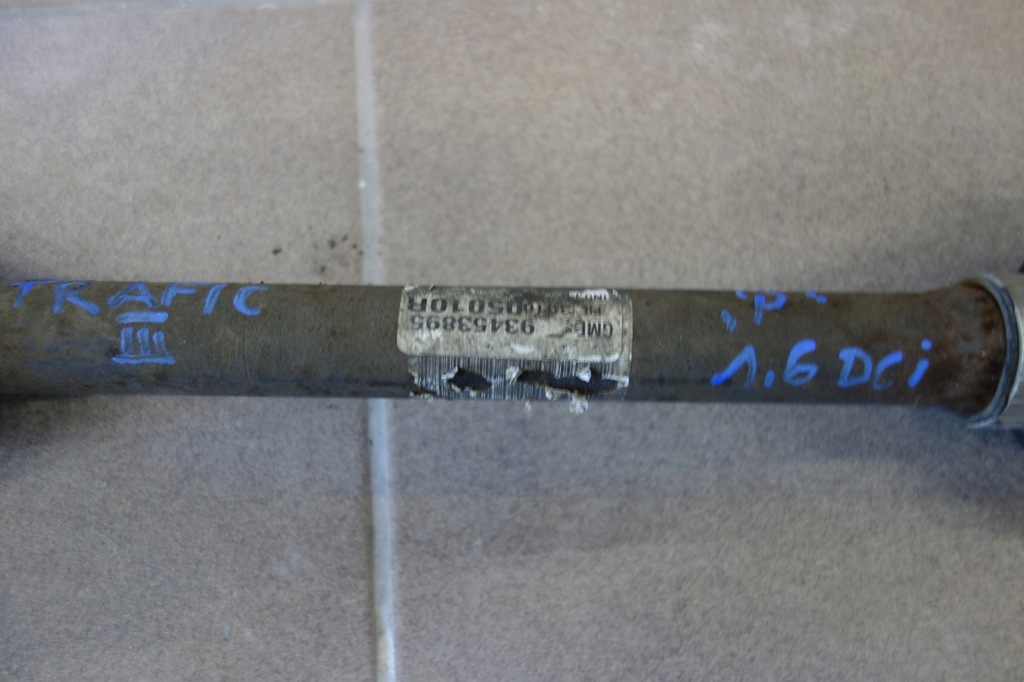 TRAFIC
III
GMB: 93453895
"P"
1.6 DCi